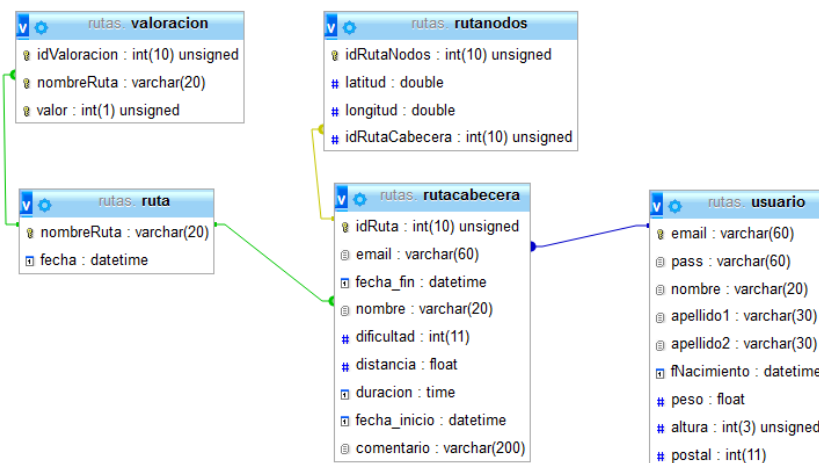 rutas. valoracion
idValoracion : int(10) unsigned
nombreRuta : varchar(20)
valor : int(1) unsigned
rutas. rutanodos
idRutaNodos : int(10) unsigned
# latitud : double
# longitud : double
# idRutaCabecera : int(10) unsigned
rutas. ruta
nombreRuta : varchar(20)
fecha : datetime
rutas. rutacabecera
idRuta : int(10) unsigned
email : varchar(60)
fecha_fin : datetime
nombre : varchar(20)
# dificultad : int(11)
# distancia : float
duracion : time
fecha_inicio : datetime
comentario : varchar(200)
rutas. usuario
email : varchar(60)
pass : varchar(60)
nombre : varchar(20)
apellido1 : varchar(30)
apellido2 : varchar(30)
fNacimiento : datetime
# peso : float
# altura : int(3) unsigned
# postal : int(11)